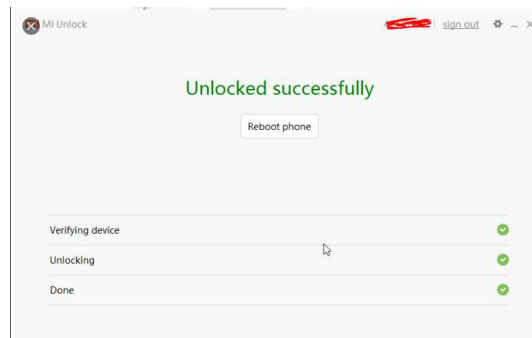 Mi Unlock
sign out
Unlocked successfully
Reboot phone
Verifying device
Unlocking
Done